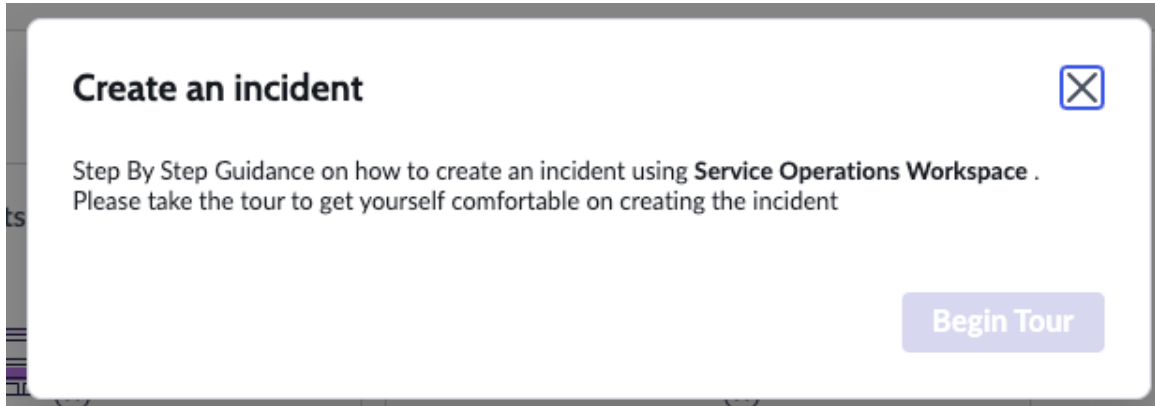 Create an incident
Step By Step Guidance on how to create an incident using Service Operations Workspace .
Please take the tour to get yourself comfortable on creating the incident
ts
Begin Tour